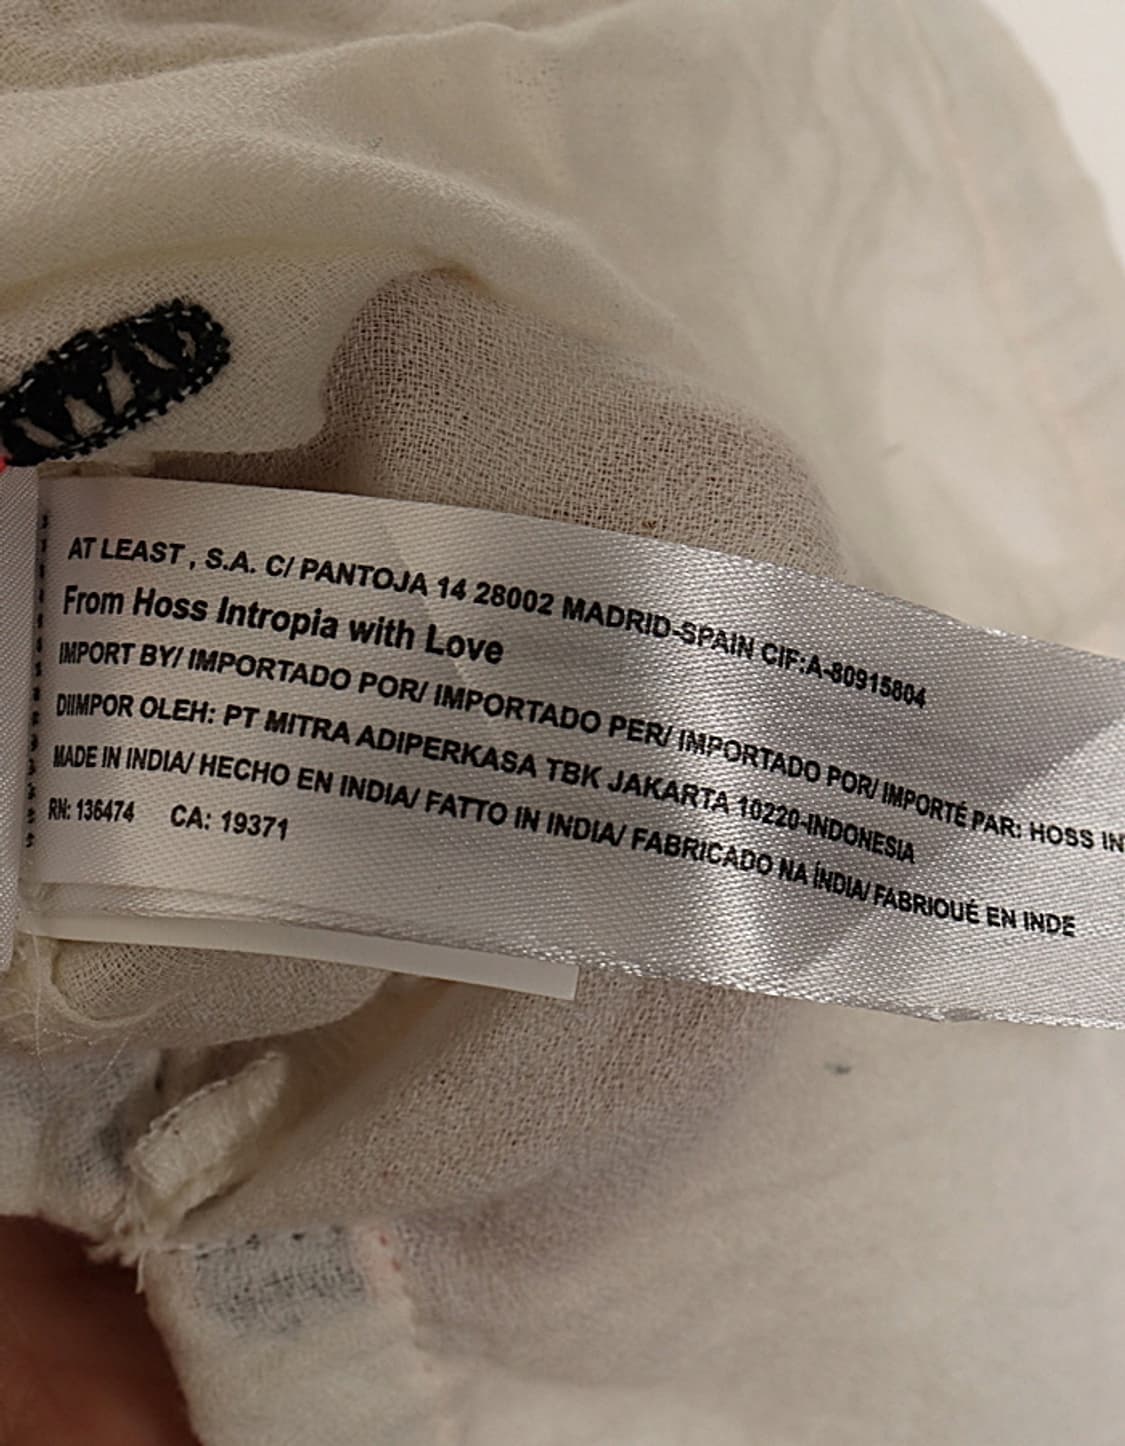 AT LEAST , S.A. C/ PANTOJA 14 28002 MADRID-SPAIN CIF:A-80915804
From Hoss Intropia with Love
IMPORT BY/ IMPORTADO POR/ IMPORTADO PER/ IMPORTADO POR/ IMPORTÉ PAR: HOSS IN
DIIMPOR OLEH: PT MITRA ADIPERKASA TBK JAKARTA 10220-INDONESIA
MADE IN INDIA/ HECHO EN INDIA/ FATTO IN INDIA/ FABRICADO NA ÍNDIA/ FABRIOUÉ EN INDE
RN: 136474 CA: 19371